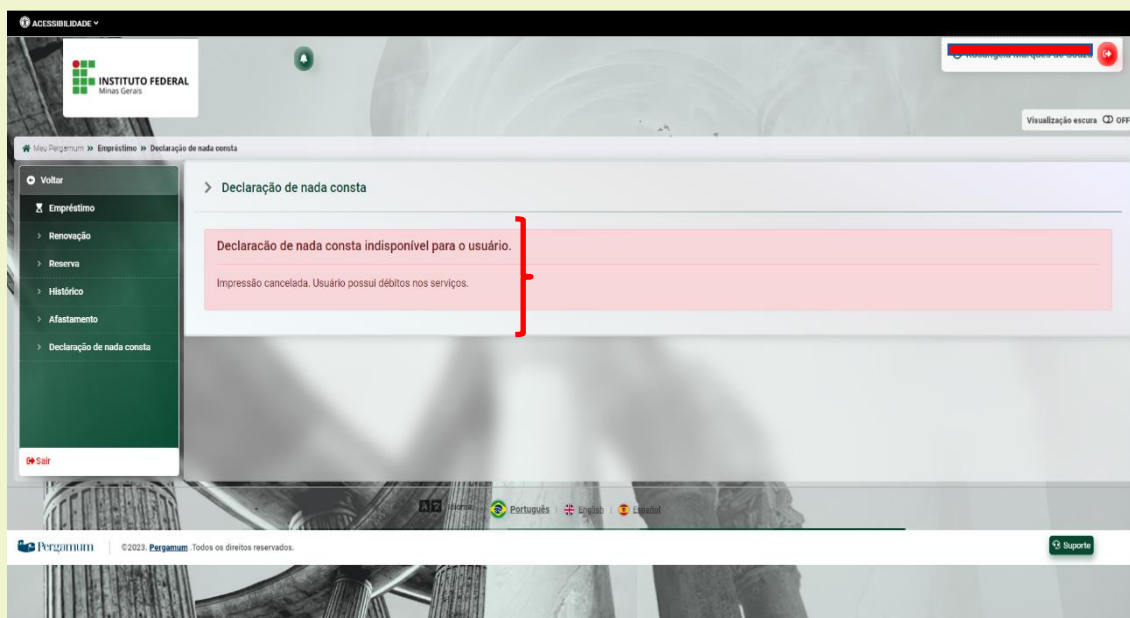 ACESSIBILIDADE
INSTITUTO FEDERAL
Minas Gerais
Visualização escura OFF
Meu Pergamum » Empréstimo » Declaração de nada consta
Voltar
Empréstimo
Renovação
Reserva
Histórico
Afastamento
Declaração de nada consta
Sair
> Declaração de nada consta
Declaracão de nada consta indisponível para o usuário.
Impressão cancelada. Usuário possui débitos nos serviços.
Português | English | Español
Pergamum ©2023. Pergamum .Todos os direitos reservados.
Suporte